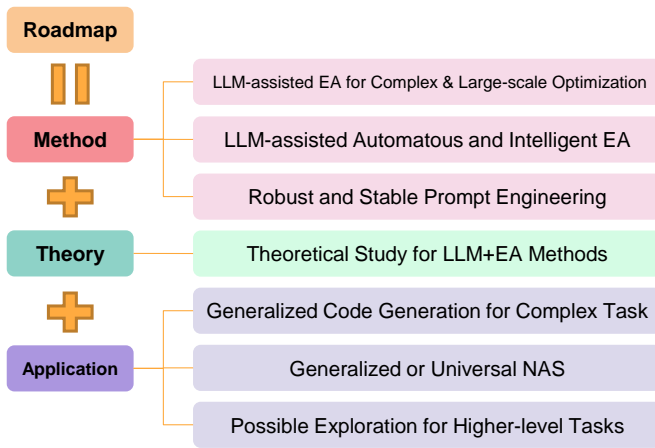 Roadmap
LLM-assisted EA for Complex & Large-scale Optimization
Method
LLM-assisted Automatous and Intelligent EA
Robust and Stable Prompt Engineering
Theory
Theoretical Study for LLM+EA Methods
Generalized Code Generation for Complex Task
Application
Generalized or Universal NAS
Possible Exploration for Higher-level Tasks